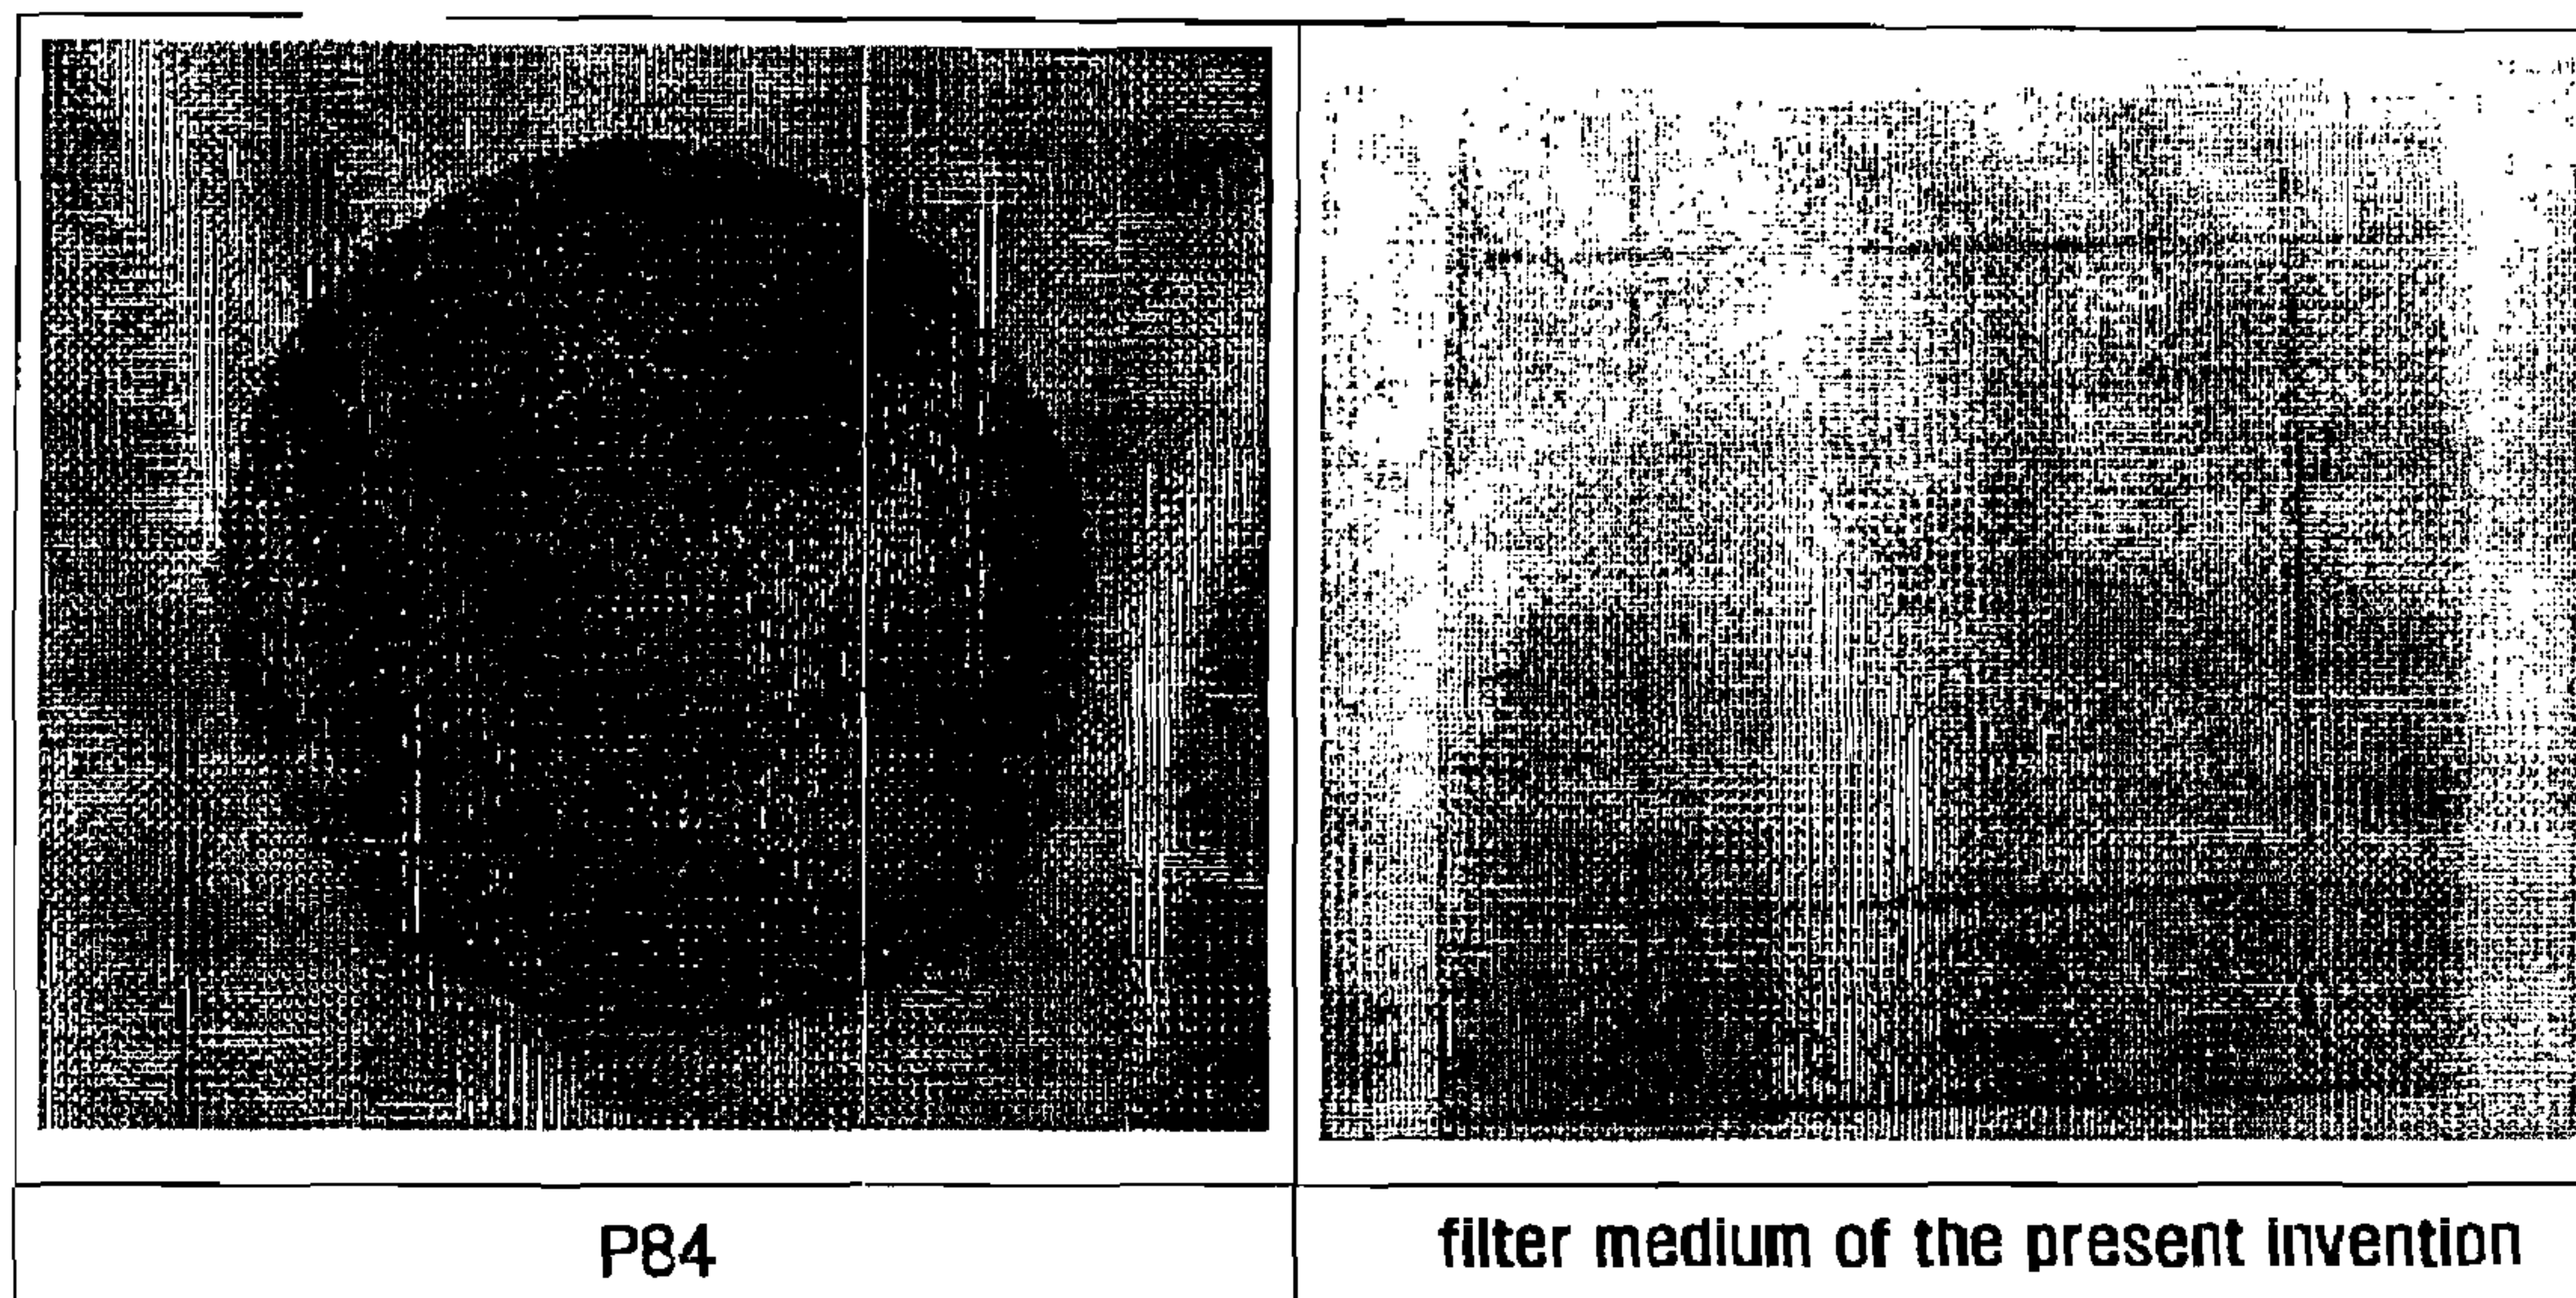 P84
filter medium of the present invention